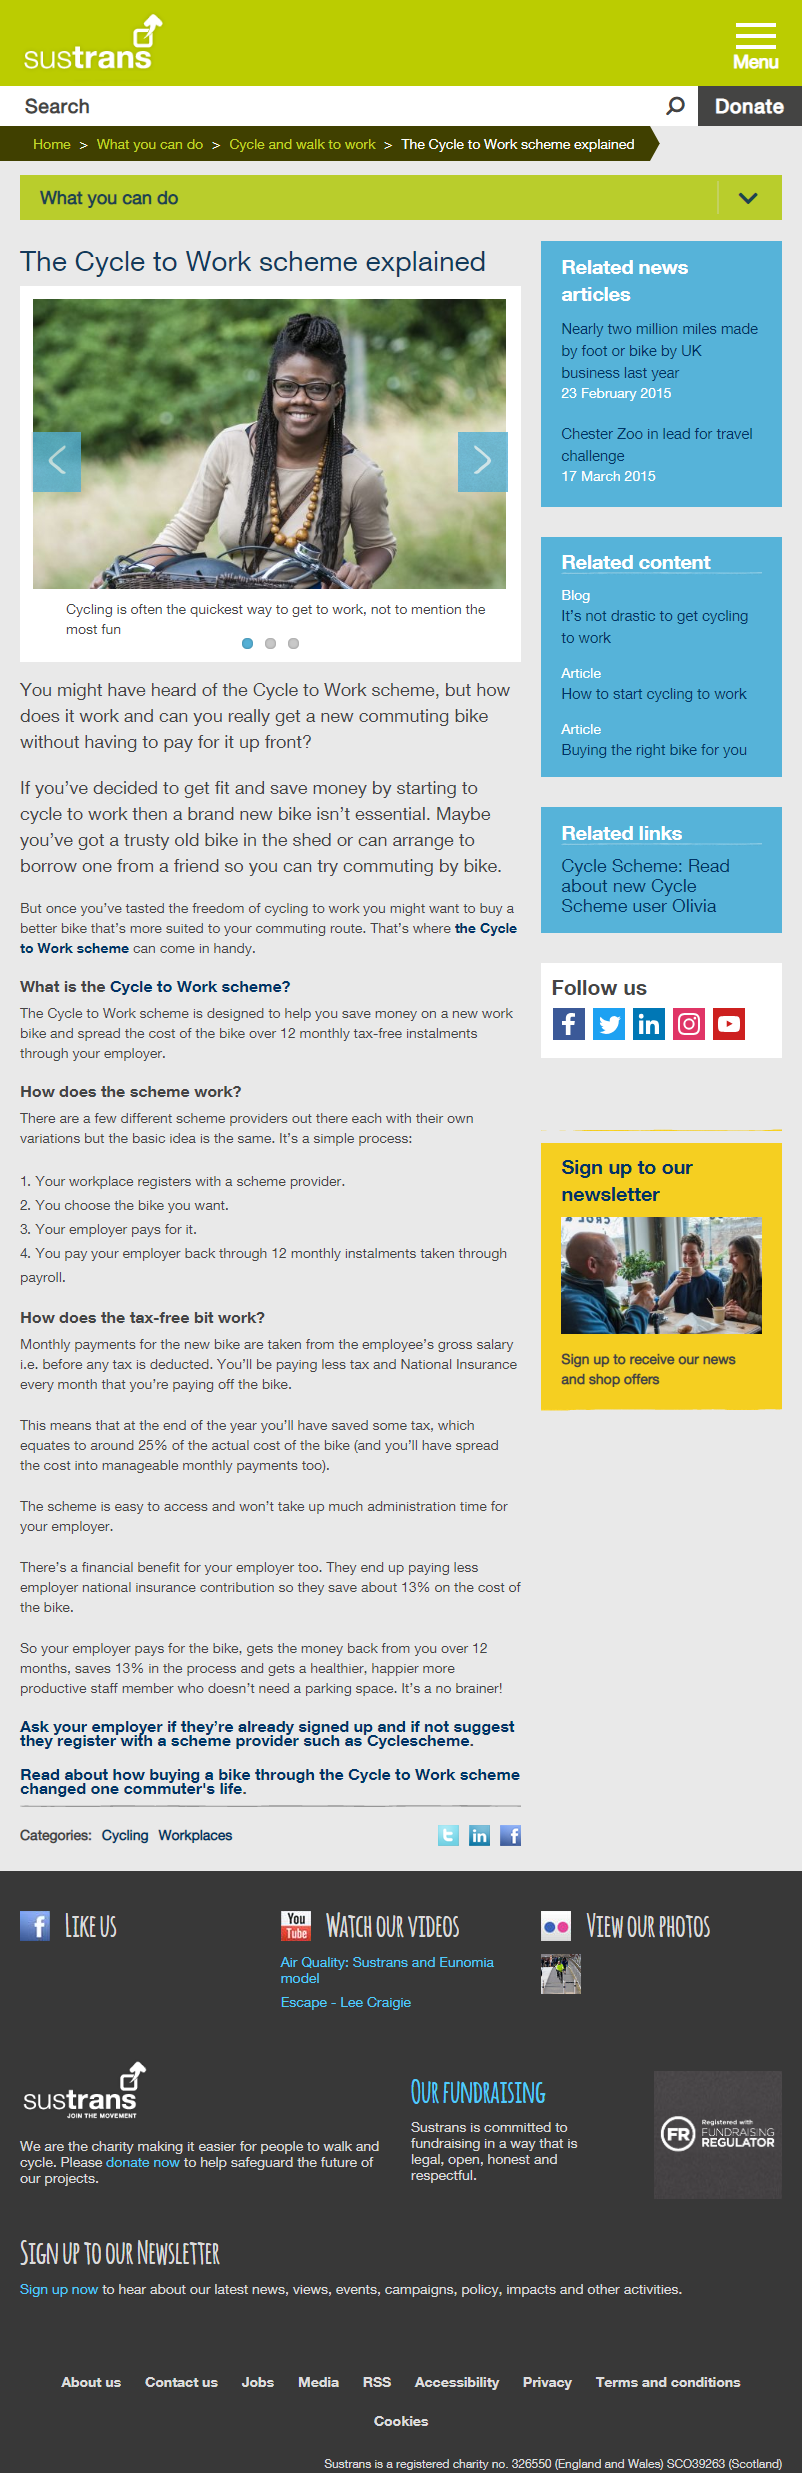 sustrans
Menu
Search
Donate
Home > What you can do > Cycle and walk to work > The Cycle to Work scheme explained
What you can do
The Cycle to Work scheme explained
Cycling is often the quickest way to get to work, not to mention the
most fun
You might have heard of the Cycle to Work scheme, but how
does it work and can you really get a new commuting bike
without having to pay for it up front?
If you've decided to get fit and save money by starting to
cycle to work then a brand new bike isn't essential. Maybe
you've got a trusty old bike in the shed or can arrange to
borrow one from a friend so you can try commuting by bike.
But once you've tasted the freedom of cycling to work you might want to buy a
better bike that's more suited to your commuting route. That's where the Cycle
to Work scheme can come in handy.
What is the Cycle to Work scheme?
The Cycle to Work scheme is designed to help you save money on a new work
bike and spread the cost of the bike over 12 monthly tax-free instalments
through your employer.
How does the scheme work?
There are a few different scheme providers out there each with their own
variations but the basic idea is the same. It's a simple process:
1. Your workplace registers with a scheme provider.
2. You choose the bike you want.
3. Your employer pays for it.
4. You pay your employer back through 12 monthly instalments taken through
payroll.
How does the tax-free bit work?
Monthly payments for the new bike are taken from the employee's gross salary
i.e. before any tax is deducted. You'll be paying less tax and National Insurance
every month that you're paying off the bike.
This means that at the end of the year you'll have saved some tax, which
equates to around 25% of the actual cost of the bike (and you'll have spread
the cost into manageable monthly payments too).
The scheme is easy to access and won't take up much administration time for
your employer.
There's a financial benefit for your employer too. They end up paying less
employer national insurance contribution so they save about 13% on the cost of
the bike.
So your employer pays for the bike, gets the money back from you over 12
months, saves 13% in the process and gets a healthier, happier more
productive staff member who doesn't need a parking space. It's a no brainer!
Ask your employer if they're already signed up and if not suggest
they register with a scheme provider such as Cyclescheme.
Read about how buying a bike through the Cycle to Work scheme
changed one commuter's life.
Categories: Cycling Workplaces
Related news
articles
Nearly two million miles made
by foot or bike by UK
business last year
23 February 2015
Chester Zoo in lead for travel
challenge
17 March 2015
Related content
Blog
It's not drastic to get cycling
to work
Article
How to start cycling to work
Article
Buying the right bike for you
Related links
Cycle Scheme: Read
about new Cycle
Scheme user Olivia
Follow us
Sign up to our
newsletter
Sign up to receive our news
and shop offers
Like us
You
Tube
Watch our videos
Air Quality: Sustrans and Eunomia
model
Escape - Lee Craigie
View our photos
sustrans
JOIN THE MOVEMENT
We are the charity making it easier for people to walk and
cycle. Please donate now to help safeguard the future of
our projects.
Our fundraising
Sustrans is committed to
fundraising in a way that is
legal, open, honest and
respectful.
FR
Registered with
FUNDRAISING
REGULATOR
Sign up to our Newsletter
Sign up now to hear about our latest news, views, events, campaigns, policy, impacts and other activities.
About us Contact us Jobs Media RSS Accessibility Privacy Terms and conditions
Cookies
Sustrans is a registered charity no. 326550 (England and Wales) SCO39263 (Scotland)